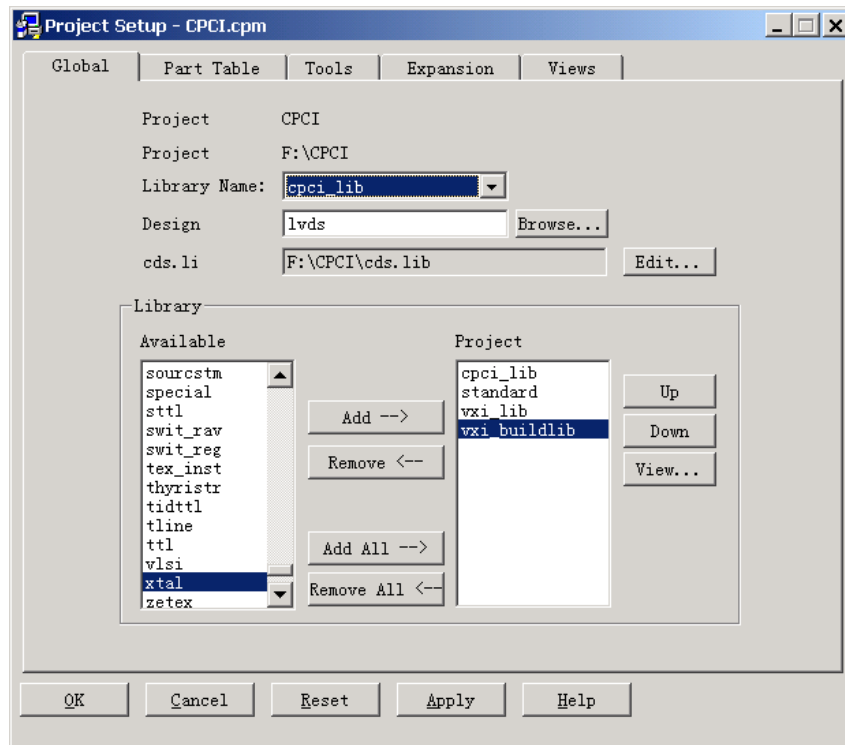 Project Setup - CPCI.cpm
Global Part Table Tools Expansion Views
Project CPCI
Project F:\CPCI
Library Name: cpci_lib
Design lvds Browse...
cds.li F:\CPCI\cds.lib Edit...
Library
Available
sourcstm
special
sttl
swit_rav
swit_reg
tex_inst
thyristr
tidttl
tline
ttl
vlsi
xtal
zetex
Add -->
Remove <--
Add All -->
Remove All <--
Project
cpci_lib
standard
vxi_lib
vxi_buildlib
Up
Down
View...
OK Cancel Reset Apply Help